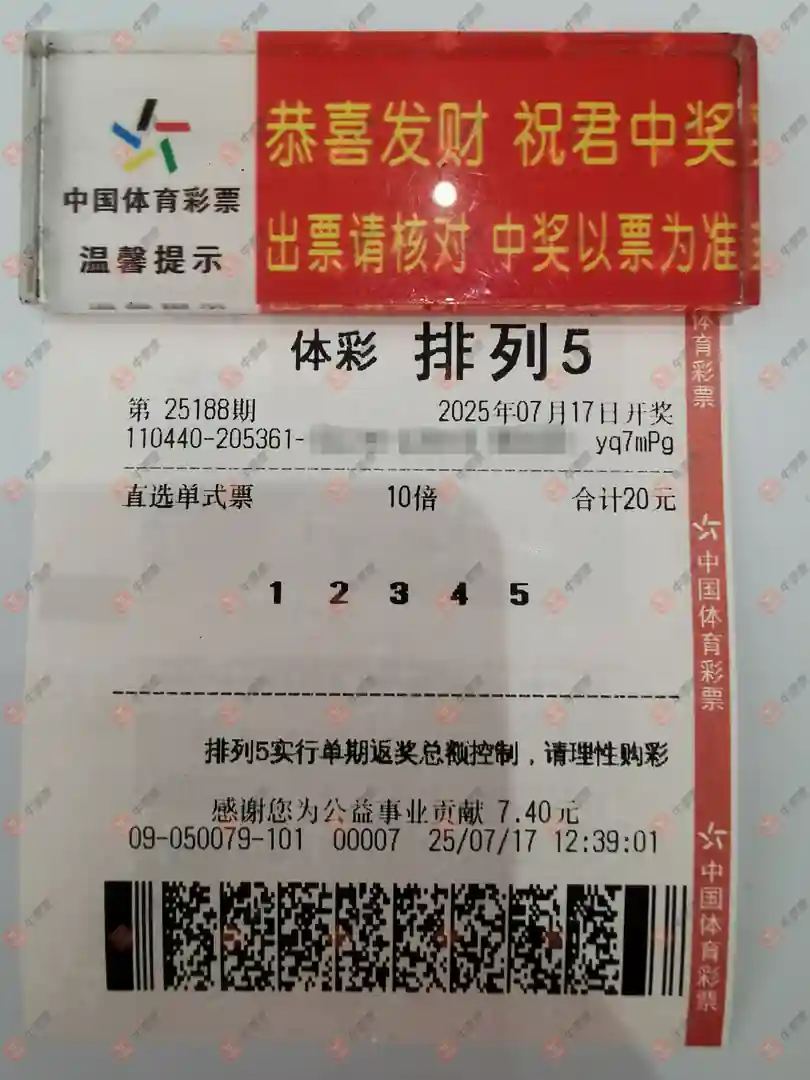 恭喜发财 祝君中奖
中国体育彩票
出票请核对 中奖以票为准
温馨提示
体彩 排列5
第 25188期 2025年07月17日开奖
110440-205361- yq7mPg
直选单式票 10倍 合计20元
1 2 3 4 5
排列5实行单期返奖总额控制，请理性购彩
感谢您为公益事业贡献 7.40元
09-050079-101 00007 25/07/17 12:39:01
体育彩票
中国体育彩票
中国体育彩票